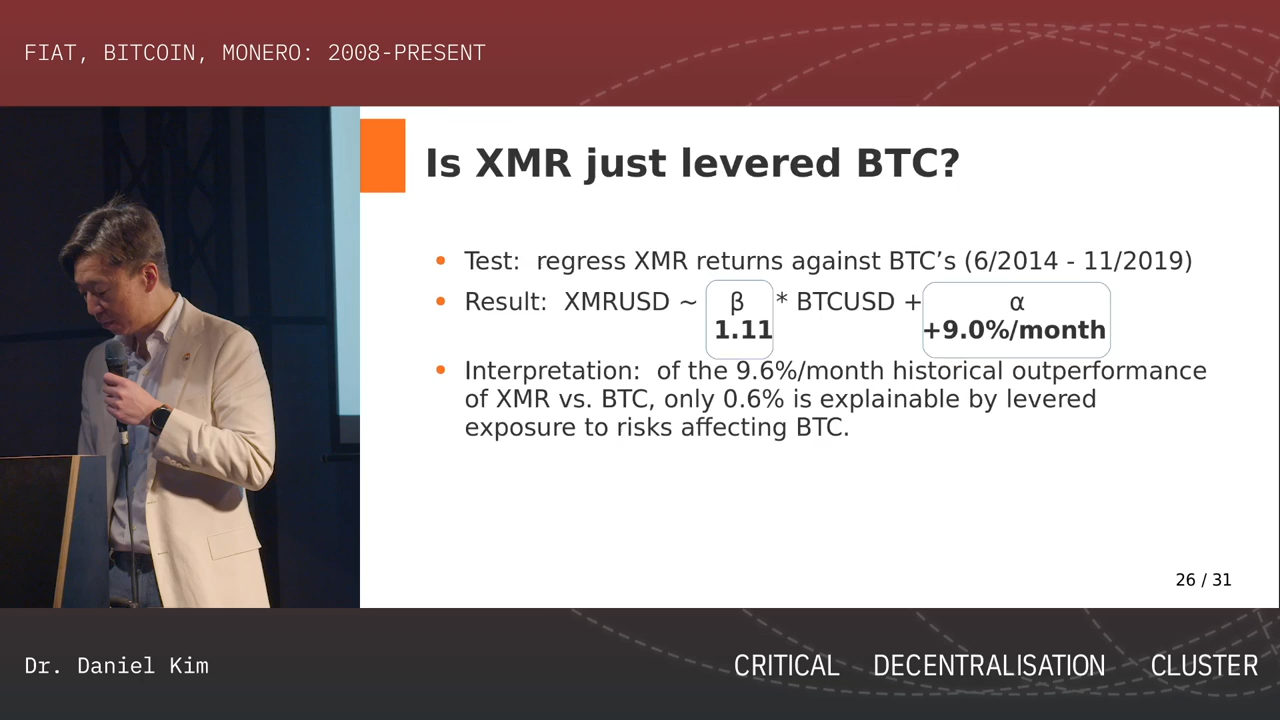 FIAT, BITCOIN, MONERO: 2008-PRESENT
Is XMR just levered BTC?
• Test:  regress XMR returns against BTC’s (6/2014 - 11/2019)
• Result:  XMRUSD ~ β * BTCUSD + α
1.11 +9.0%/month
• Interpretation:  of the 9.6%/month historical outperformance
of XMR vs. BTC, only 0.6% is explainable by levered
exposure to risks affecting BTC.
26 / 31
Dr. Daniel Kim
CRITICAL DECENTRALISATION CLUSTER